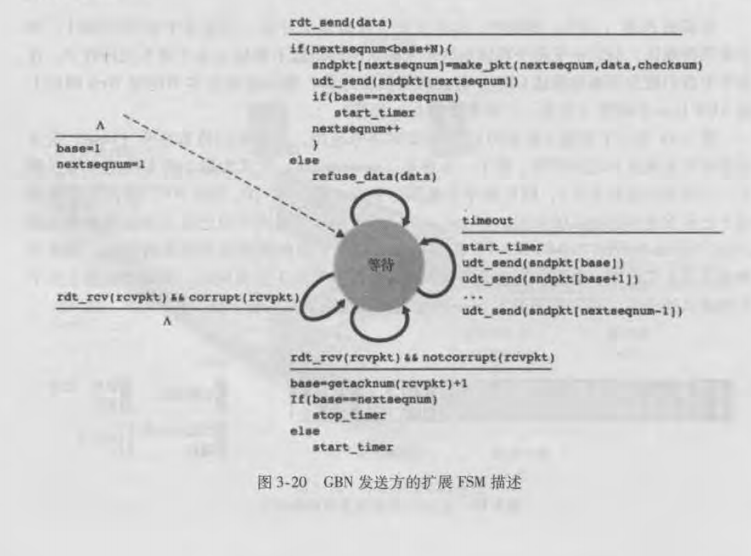 rdt_send(data)
if(nextseqnum<base+N){
sndpkt[nextseqnum]=make_pkt(nextseqnum,data,checksum)
udt_send(sndpkt[nextseqnum])
if(base==nextseqnum)
start_timer
nextseqnum++
}
else
refuse_data(data)
Λ
base=1
nextseqnum=1
timeout
start_timer
udt_send(sndpkt[base])
udt_send(sndpkt[base+1])
...
udt_send(sndpkt[nextseqnum-1])
等待
rdt_rcv(rcvpkt) && corrupt(rcvpkt)
Λ
rdt_rcv(rcvpkt) && notcorrupt(rcvpkt)
base=getacknum(rcvpkt)+1
If(base==nextseqnum)
stop_timer
else
start_timer
图 3-20 GBN 发送方的扩展 FSM 描述